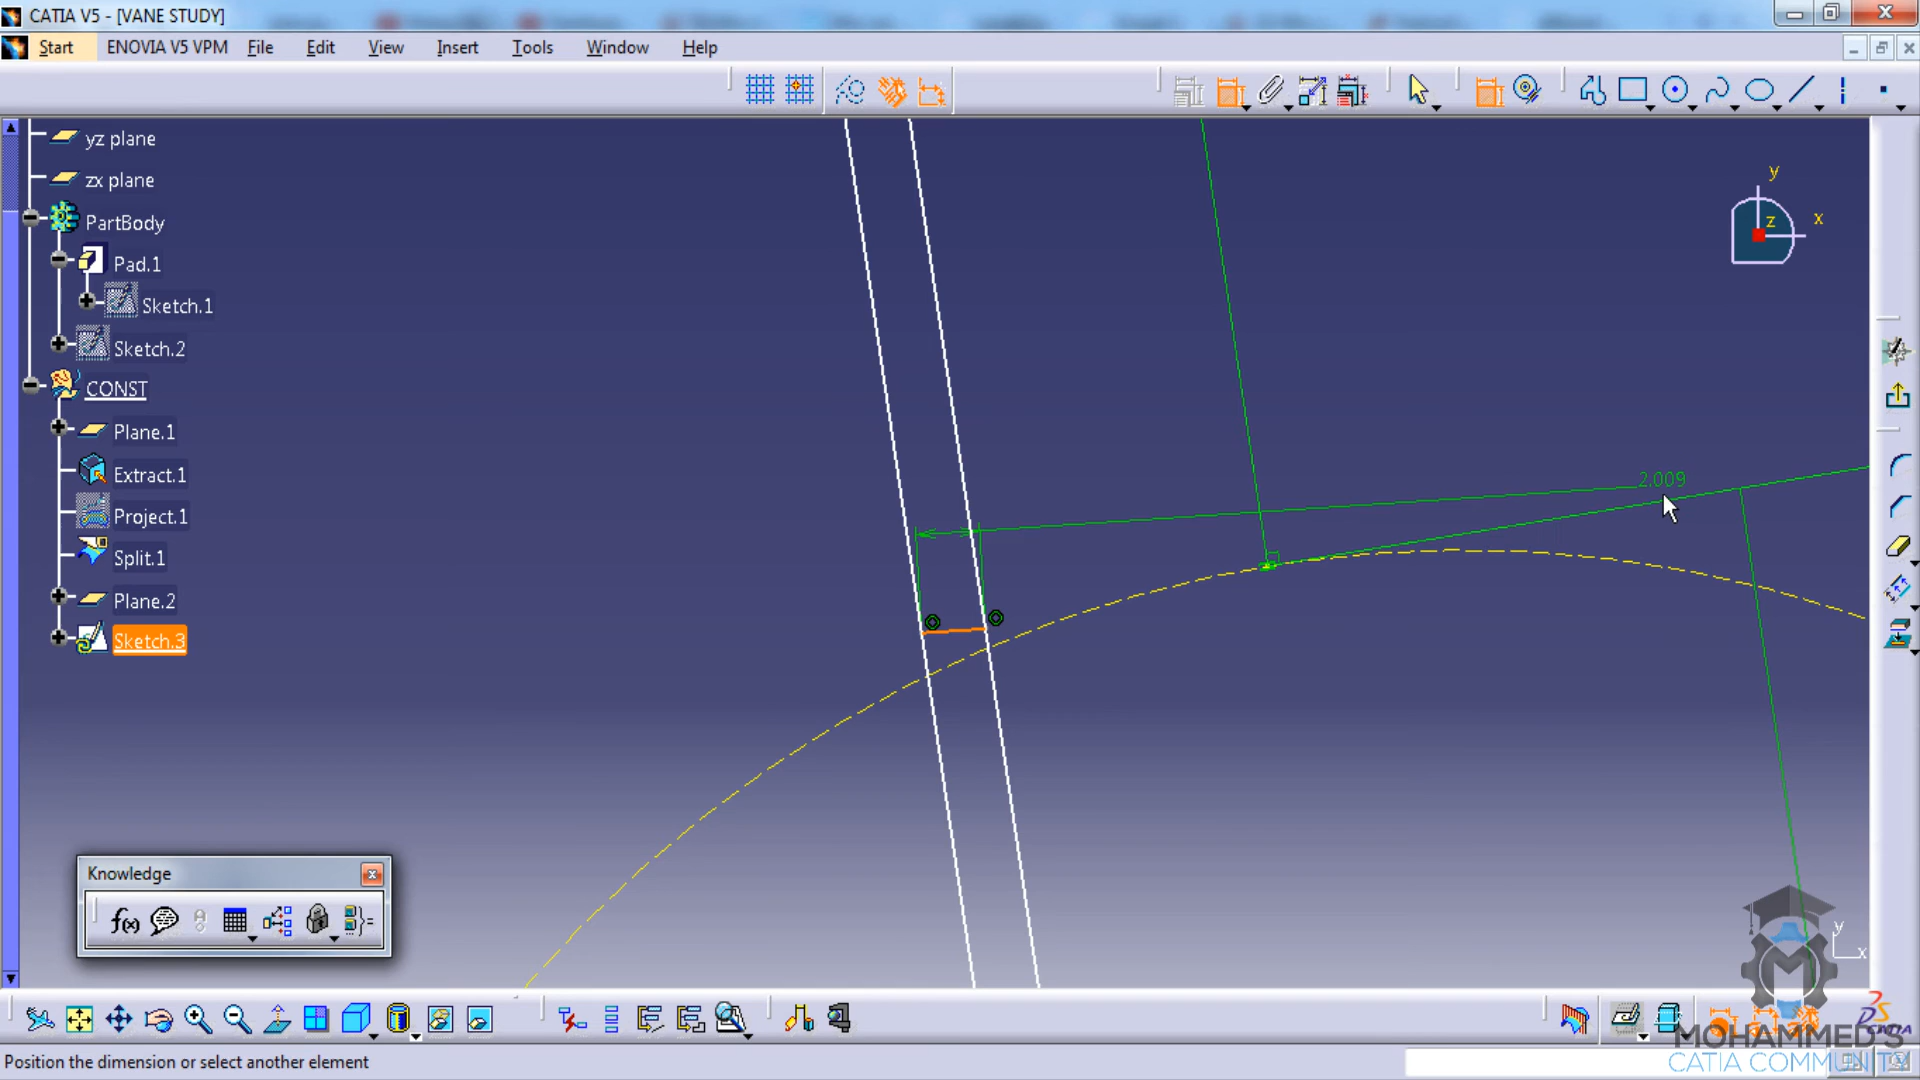 CATIA V5 - [VANE STUDY]
Start ENOVIA V5 VPM File Edit View Insert Tools Window Help
yz plane
zx plane
PartBody
Pad.1
Sketch.1
Sketch.2
CONST
Plane.1
Extract.1
Project.1
Split.1
Plane.2
Sketch.3
2.009
y
x
z
Knowledge
f(x)
y
x
MOHAMMED'S
CATIA COMMUNITY
CATIA
Position the dimension or select another element